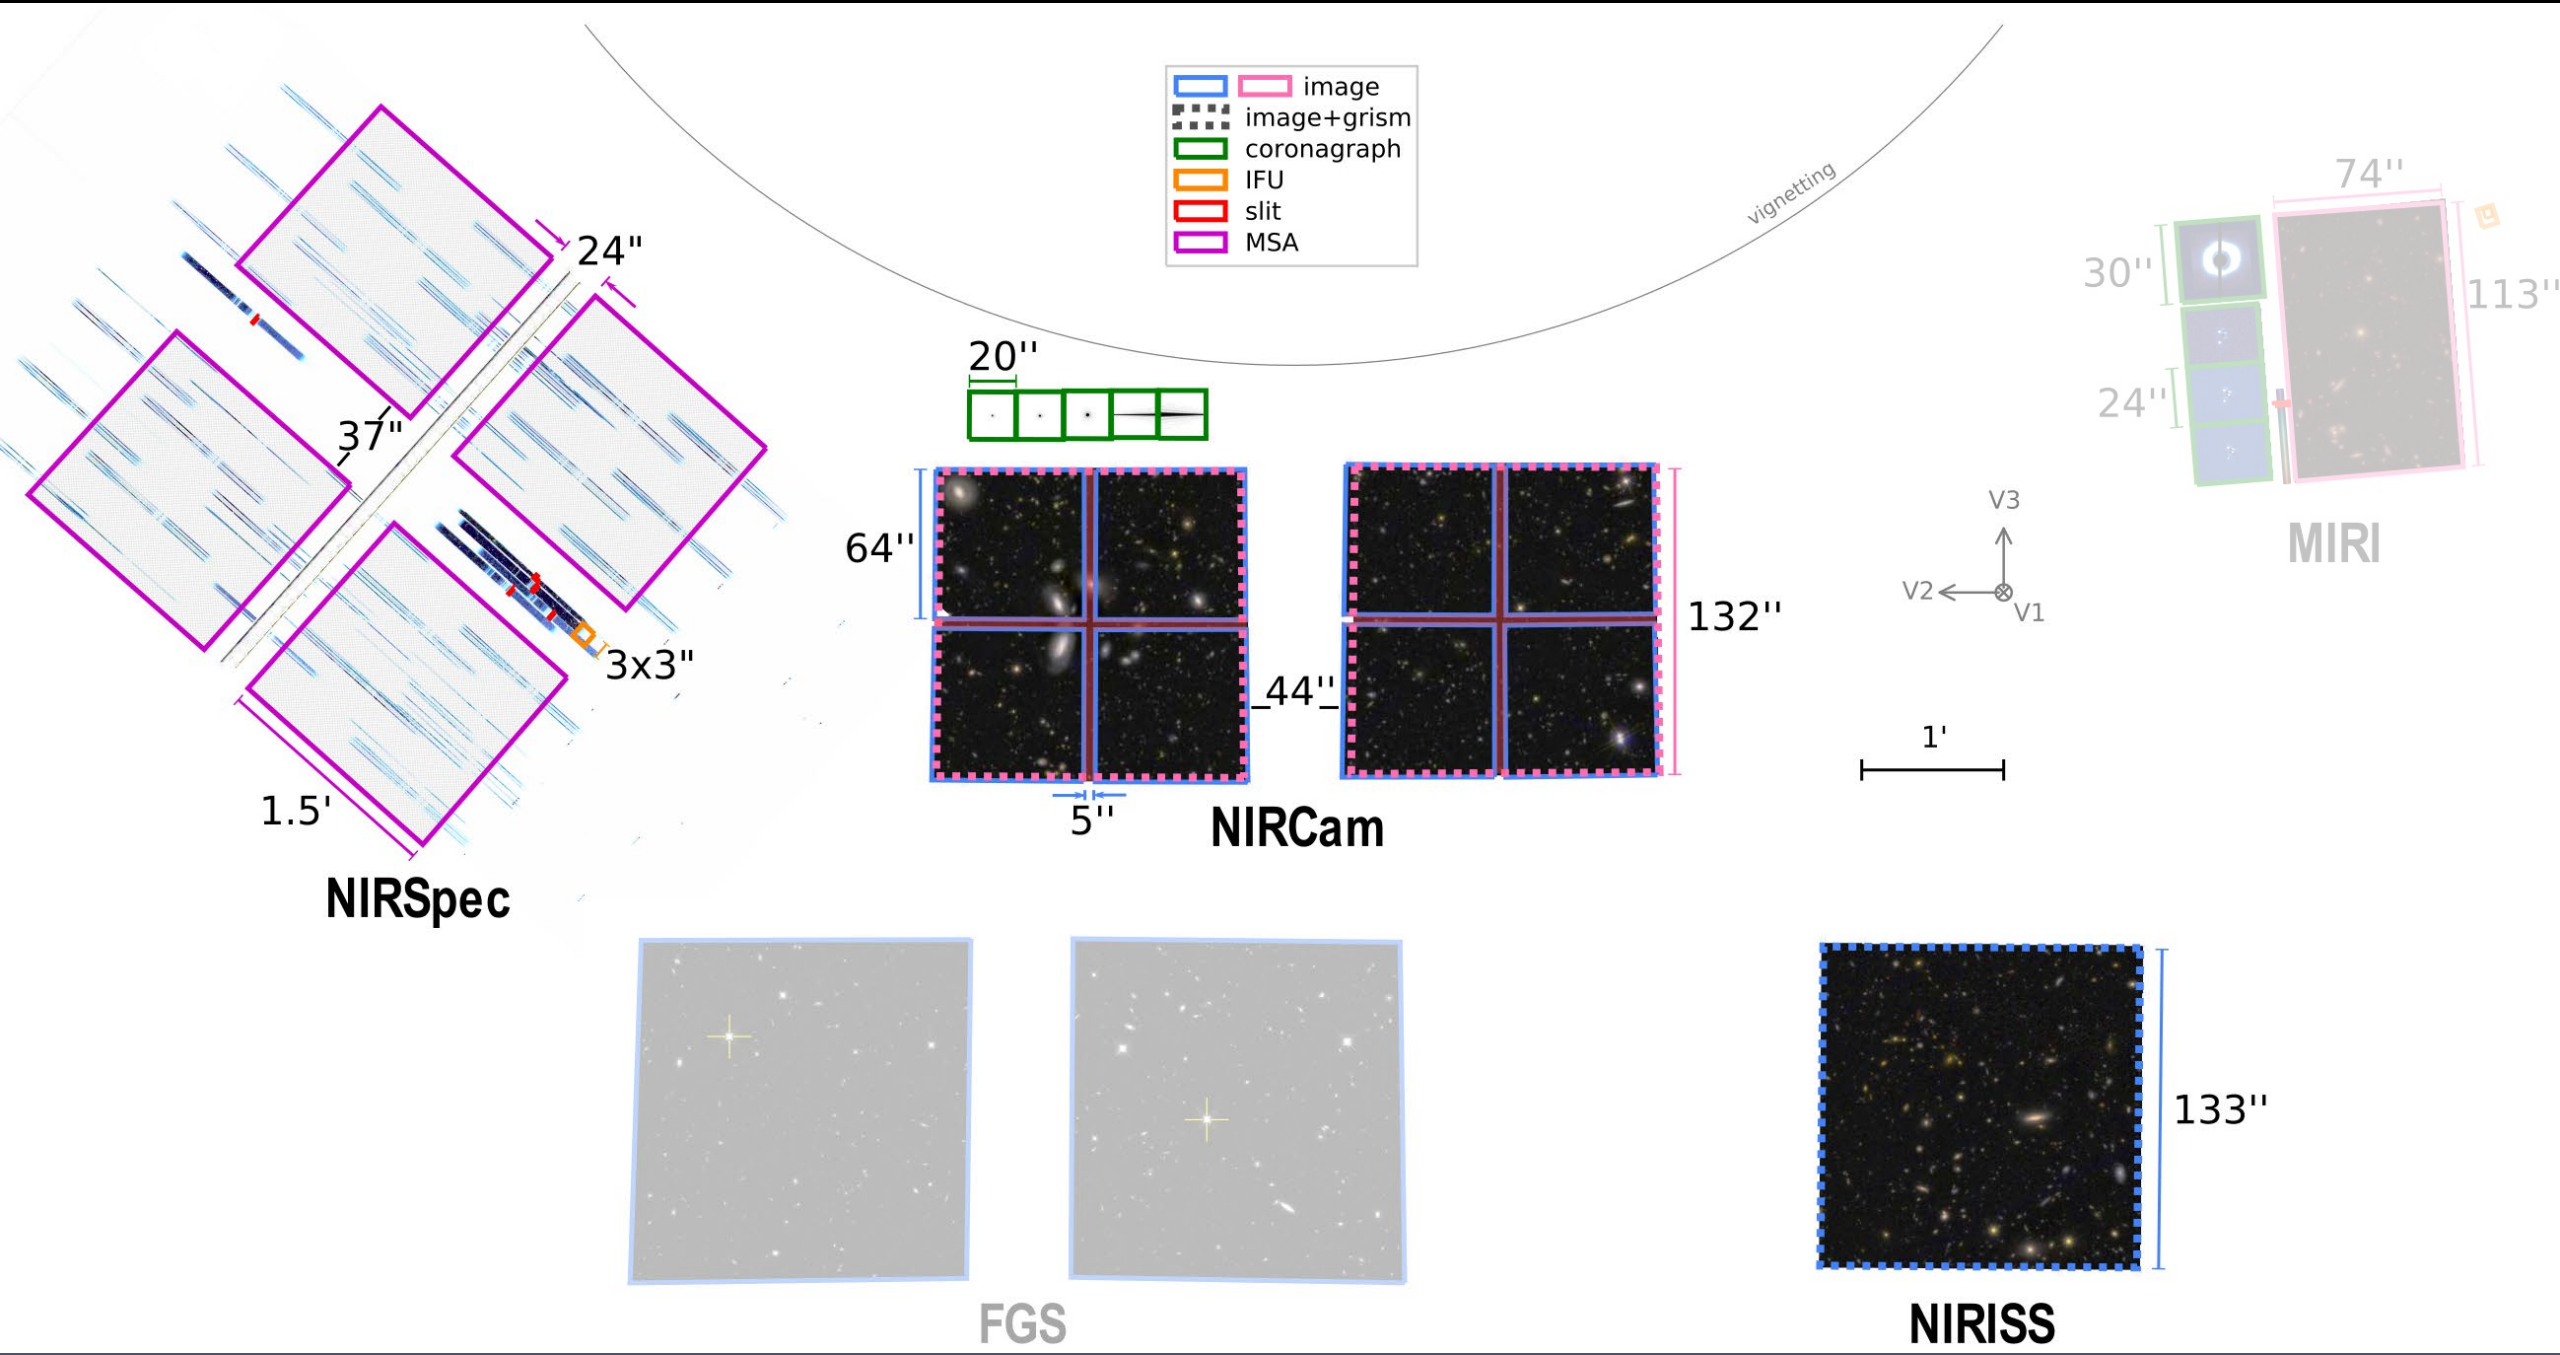 image
image+grism
coronagraph
IFU
slit
MSA
vignetting
24"
37"
3x3"
1.5'
NIRSpec
20''
64''
_44''_
132''
5''
NIRCam
74''
30''
113''
24''
MIRI
V3
V2
V1
1'
FGS
133''
NIRISS